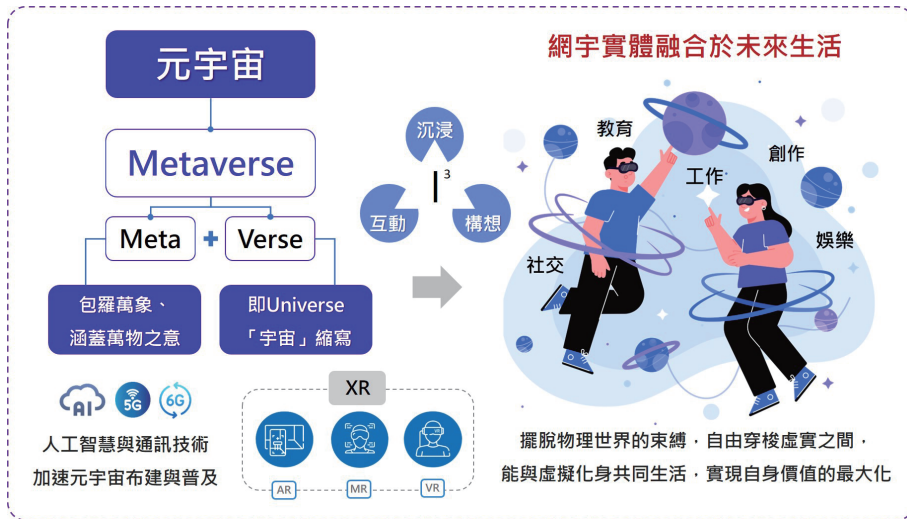 元宇宙
Metaverse
Meta + Verse
包羅萬象、
涵蓋萬物之意
即Universe
「宇宙」縮寫
沉浸
I³
互動
構想
AI
5G
6G
人工智慧與通訊技術
加速元宇宙布建與普及
XR
AR
MR
VR
網宇實體融合於未來生活
教育
工作
創作
社交
娛樂
擺脫物理世界的束縛，自由穿梭虛實之間，
能與虛擬化身共同生活，實現自身價值的最大化